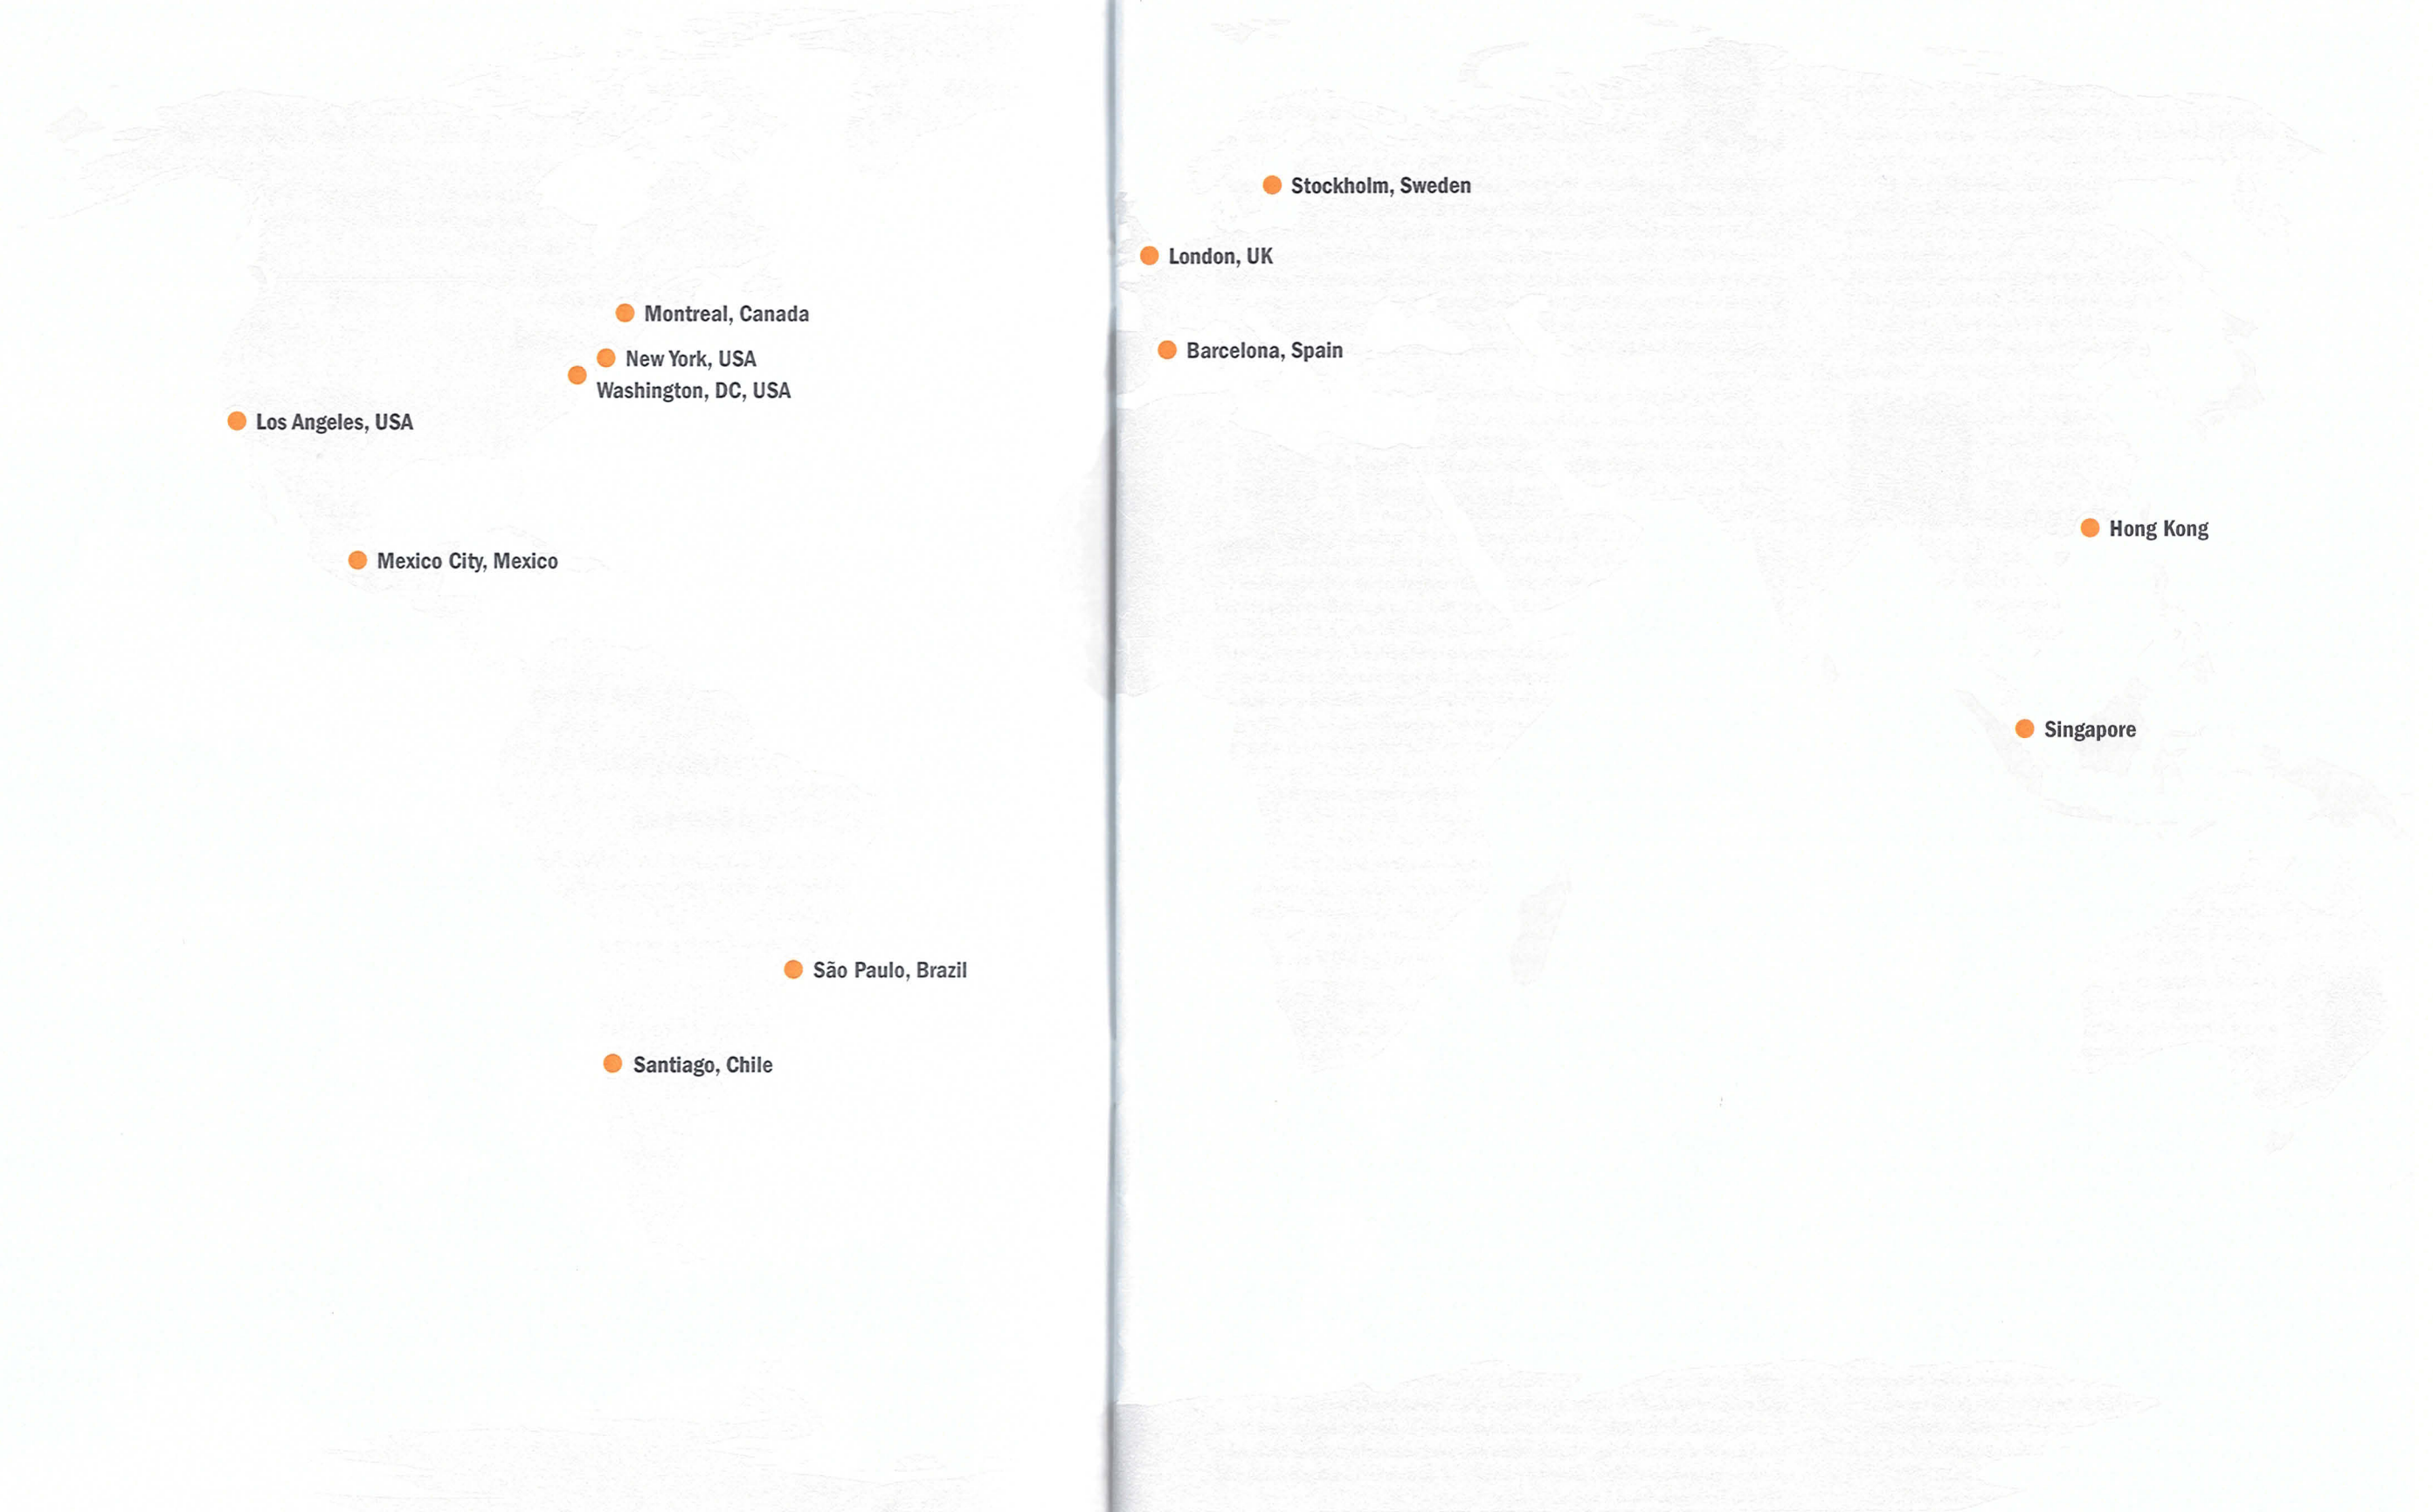 Stockholm, Sweden
London, UK
Montreal, Canada
Barcelona, Spain
New York, USA
Washington, DC, USA
Los Angeles, USA
Hong Kong
Mexico City, Mexico
Singapore
São Paulo, Brazil
Santiago, Chile